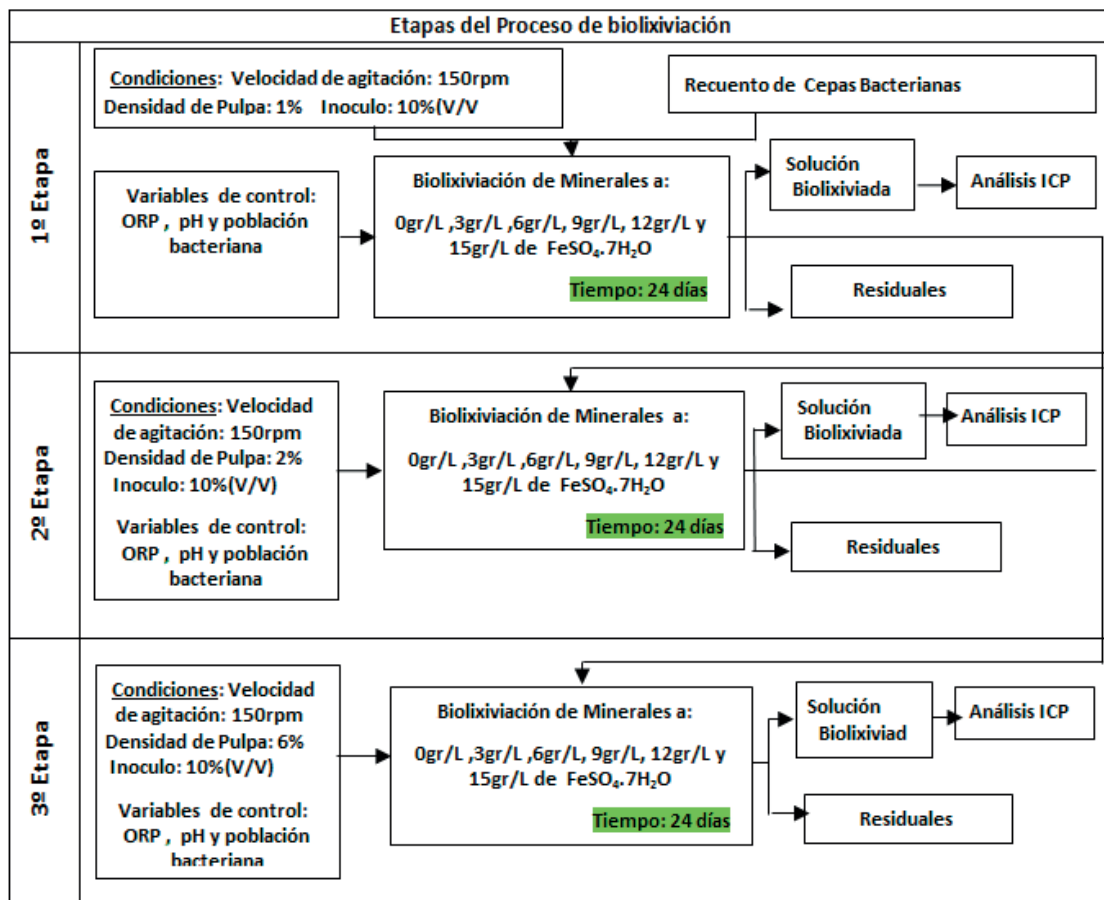 Etapas del Proceso de biolixiviación
1º Etapa
Condiciones: Velocidad de agitación: 150rpm
Densidad de Pulpa: 1% Inoculo: 10%(V/V
Recuento de Cepas Bacterianas
Variables de control:
ORP , pH y población
bacteriana
Biolixiviación de Minerales a:
0gr/L ,3gr/L ,6gr/L, 9gr/L, 12gr/L y
15gr/L de FeSO₄.7H₂O
Tiempo: 24 días
Solución
Biolixiviada
Análisis ICP
Residuales
2º Etapa
Condiciones: Velocidad
de agitación: 150rpm
Densidad de Pulpa: 2%
Inoculo: 10%(V/V)
Variables de control:
ORP , pH y población
bacteriana
Biolixiviación de Minerales a:
0gr/L ,3gr/L ,6gr/L, 9gr/L, 12gr/L y
15gr/L de FeSO₄.7H₂O
Tiempo: 24 días
Solución
Biolixiviada
Análisis ICP
Residuales
3º Etapa
Condiciones: Velocidad
de agitación: 150rpm
Densidad de Pulpa: 6%
Inoculo: 10%(V/V)
Variables de control:
ORP , pH y población
bacteriana
Biolixiviación de Minerales a:
0gr/L ,3gr/L ,6gr/L, 9gr/L, 12gr/L y
15gr/L de FeSO₄.7H₂O
Tiempo: 24 días
Solución
Biolixiviad
Análisis ICP
Residuales